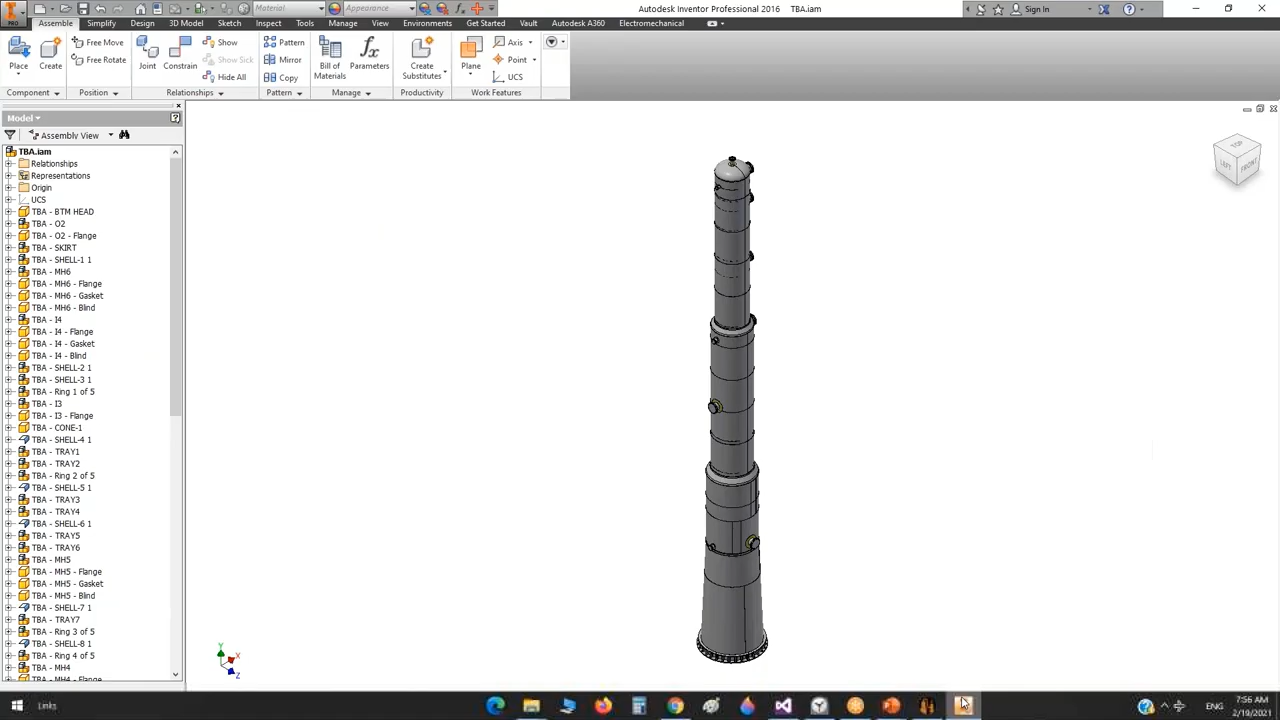 Material
Appearance
Autodesk Inventor Professional 2016 TBA.iam
Sign In
PRO
Assemble Simplify Design 3D Model Sketch Inspect Tools Manage View Environments Get Started Vault Autodesk A360 Electromechanical
Place
Create
Free Move
Free Rotate
Joint
Constrain
Show
Show Sick
Hide All
Pattern
Mirror
Copy
Bill of
Materials
Parameters
Create
Substitutes
Plane
Axis
Point
UCS
Component Position Relationships Pattern Manage Productivity Work Features
Model
Assembly View
TBA.iam
Relationships
Representations
Origin
UCS
TBA - BTM HEAD
TBA - O2
TBA - O2 - Flange
TBA - SKIRT
TBA - SHELL-1 1
TBA - MH6
TBA - MH6 - Flange
TBA - MH6 - Gasket
TBA - MH6 - Blind
TBA - I4
TBA - I4 - Flange
TBA - I4 - Gasket
TBA - I4 - Blind
TBA - SHELL-2 1
TBA - SHELL-3 1
TBA - Ring 1 of 5
TBA - I3
TBA - I3 - Flange
TBA - CONE-1
TBA - SHELL-4 1
TBA - TRAY1
TBA - TRAY2
TBA - Ring 2 of 5
TBA - SHELL-5 1
TBA - TRAY3
TBA - TRAY4
TBA - SHELL-6 1
TBA - TRAY5
TBA - TRAY6
TBA - MH5
TBA - MH5 - Flange
TBA - MH5 - Gasket
TBA - MH5 - Blind
TBA - SHELL-7 1
TBA - TRAY7
TBA - Ring 3 of 5
TBA - SHELL-8 1
TBA - Ring 4 of 5
TBA - MH4
TBA - MH4 - Flange
TOP
LEFT
FRONT
Y
X
Z
Links
ENG
7:56 AM
2/19/2021